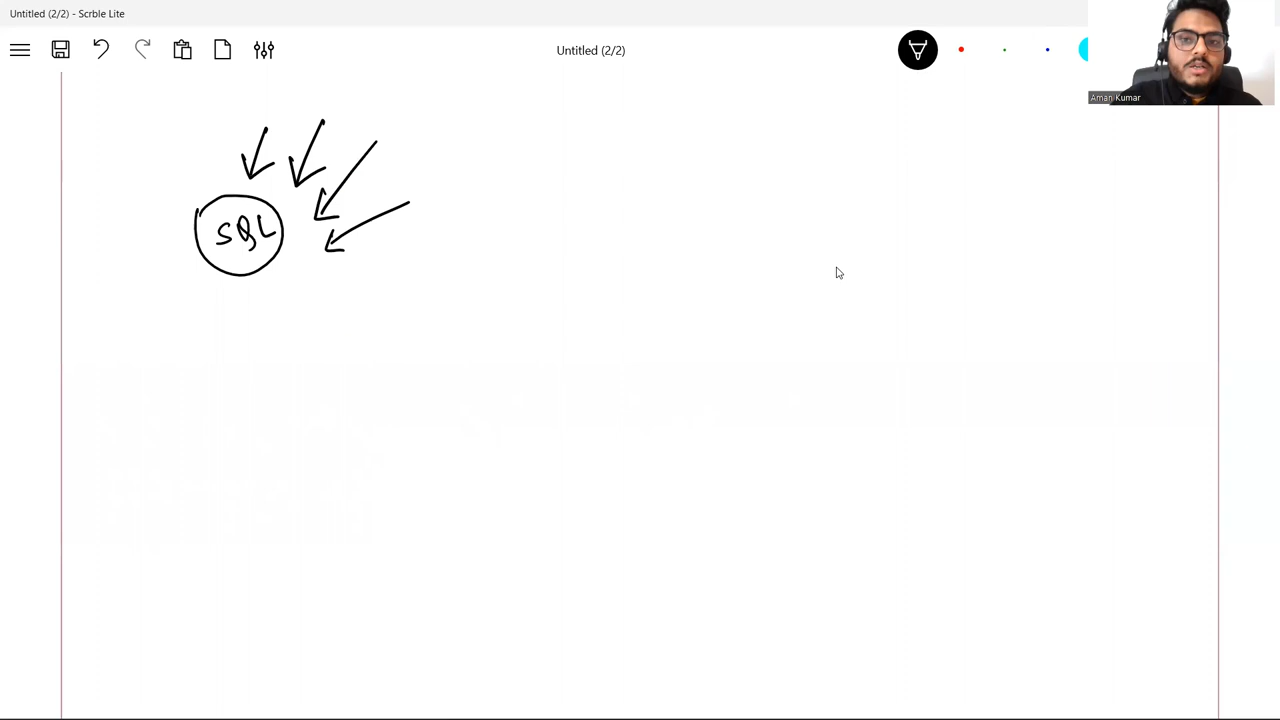 Untitled (2/2) - Scrble Lite
Untitled (2/2)
Aman Kumar
SQL